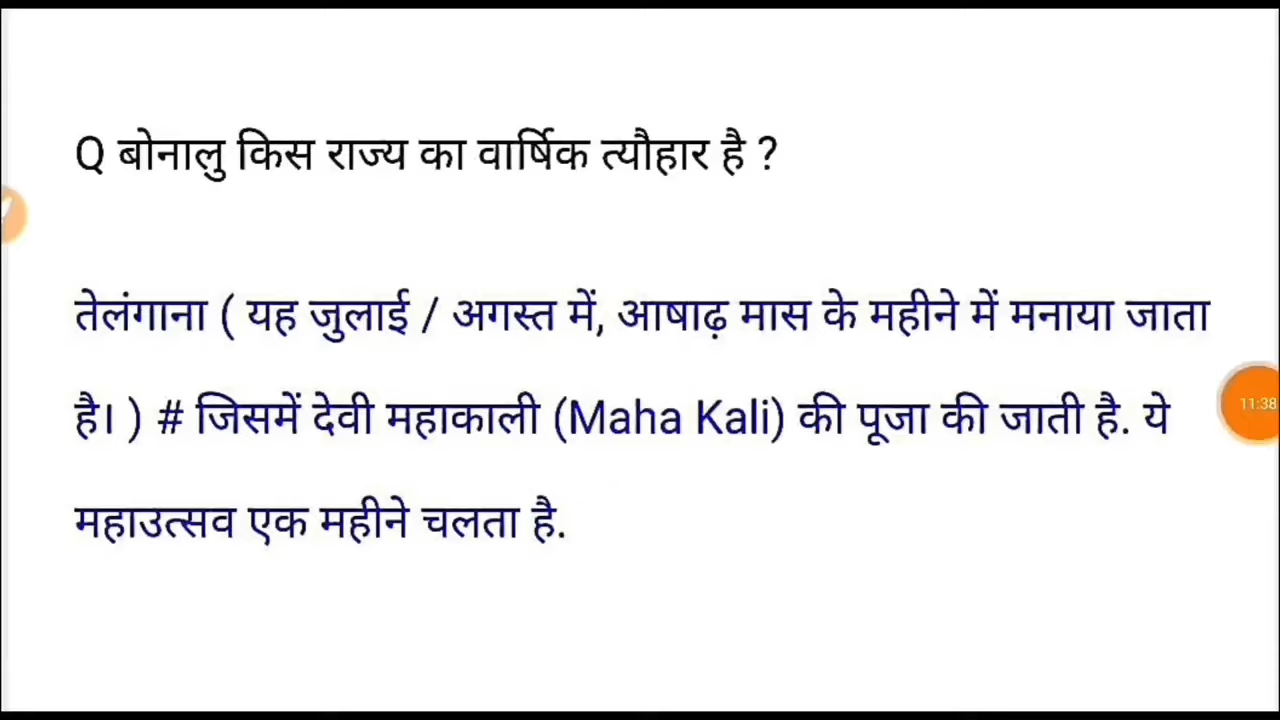 Q बोनालु किस राज्य का वार्षिक त्यौहार है ?
तेलंगाना ( यह जुलाई / अगस्त में, आषाढ़ मास के महीने में मनाया जाता
है। ) # जिसमें देवी महाकाली (Maha Kali) की पूजा की जाती है. ये
11:38
महाउत्सव एक महीने चलता है.